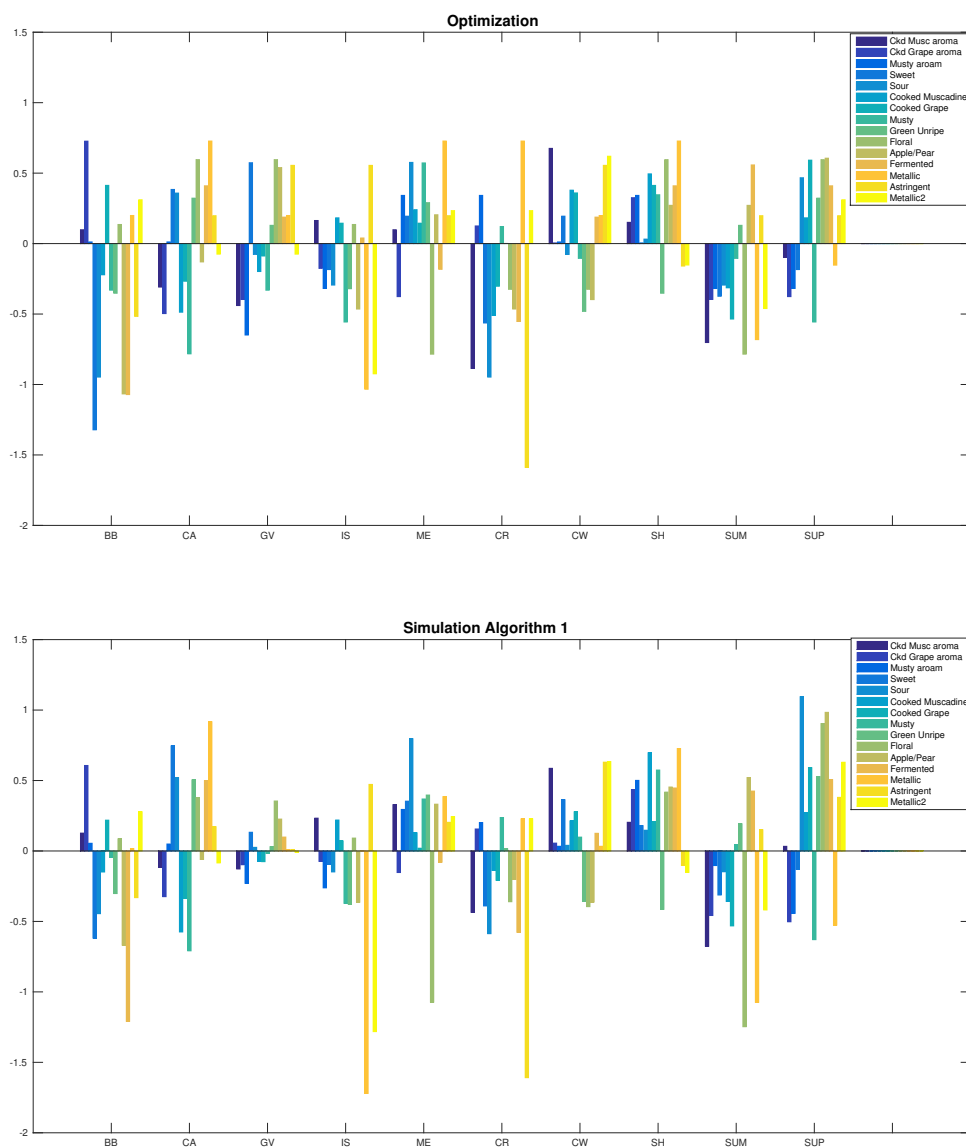 Optimization
1.5
1
0.5
0
-0.5
-1
-1.5
-2
BB CA GV IS ME CR CW SH SUM SUP
Ckd Musc aroma
Ckd Grape aroma
Musty aroam
Sweet
Sour
Cooked Muscadine
Cooked Grape
Musty
Green Unripe
Floral
Apple/Pear
Fermented
Metallic
Astringent
Metallic2
Simulation Algorithm 1
1.5
1
0.5
0
-0.5
-1
-1.5
-2
BB CA GV IS ME CR CW SH SUM SUP
Ckd Musc aroma
Ckd Grape aroma
Musty aroam
Sweet
Sour
Cooked Muscadine
Cooked Grape
Musty
Green Unripe
Floral
Apple/Pear
Fermented
Metallic
Astringent
Metallic2